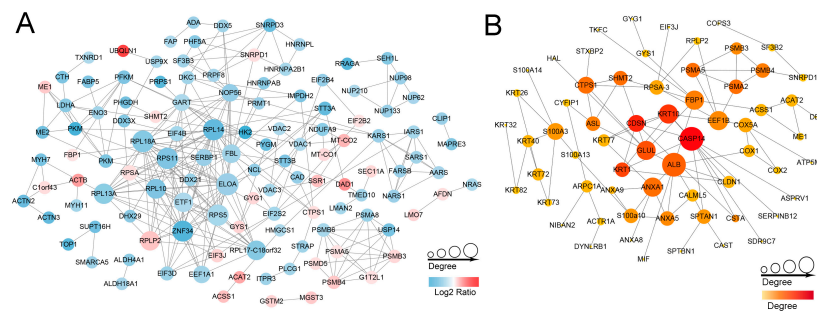 A
ADA
DDX5
SNRPD3
UBQLN1
FAP
PHF5A
HNRNPL
TXNRD1
USP9X
SF3B3
SNRPD1
RRAGA
SEH1L
CTH
FABP5
PFKM
PRPS1
DKC1
PRPF8
HNRNPA2B1
HNRNPAB
EIF2B4
NUP98
ME1
LDHA
PHGDH
GART
NOP56
IMPDH2
NUP210
NUP62
ENO3
DDX3X
SHMT2
PRMT1
STT3A
NUP133
ME2
PKM
EIF4B
RPL14
HK2
VDAC2
NDUFA9
EIF2B2
CLIP1
RPL18A
PYGM
MT-CO2
KARS1
IARS1
MAPRE3
MYH7
FBP1
PKM
RPS11
SERBP1
FBL
STT3B
MT-CO1
SARS1
C1orf43
ACTB
RPSA
DDX21
NCL
CAD
SSR1
SEC11A
FARSB
AARS
ACTN2
RPL13A
RPL10
ELOA
VDAC3
DAD1
TMED10
NARS1
NRAS
MYH11
ETF1
GYG1
LMAN2
AFDN
ACTN3
DHX29
RPS5
EIF2S2
CTPS1
PSMA8
LMO7
SUPT16H
ZNF34
GYS1
HMGCS1
PSMB6
USP14
TOP1
RPLP2
RPL17-C18orf32
STRAP
PSMA5
PSMB3
SMARCA5
ALDH4A1
EIF3J
PLCG1
PSMD5
G1T2L1
EIF3D
EEF1A1
ACAT2
ITPR3
PSMB4
ALDH18A1
ACSS1
GSTM2
MGST3
Degree
Log2 Ratio
B
GYG1
EIF3J
COPS3
TKFC
STXBP2
GYS1
RPLP2
PSMB3
SF3B2
HAL
PSMA5
PSMB4
SNRPD1
S100A14
CTPS1
SHMT2
RPSA-3
PSMA2
KRT26
CYFIP1
FBP1
ACSS1
ACAT2
KRT32
S100A3
ASL
CDSN
KRT10
EEF1B
COX5A
ME1
KRT40
KRT77
CASP14
S100A13
GLUL
COX1
ATP5
KRT72
KRT1
ALB
COX2
KRT82
KRT73
ARPC1A
ANXA9
ANXA1
CALML5
CLDN1
ASPRV1
NIBAN2
ACTR1A
S100a10
ANXA5
SPTAN1
CSTA
SERPINB12
DYNLRB1
ANXA8
SPTBN1
CAST
SDR9C7
MIF
Degree
Degree